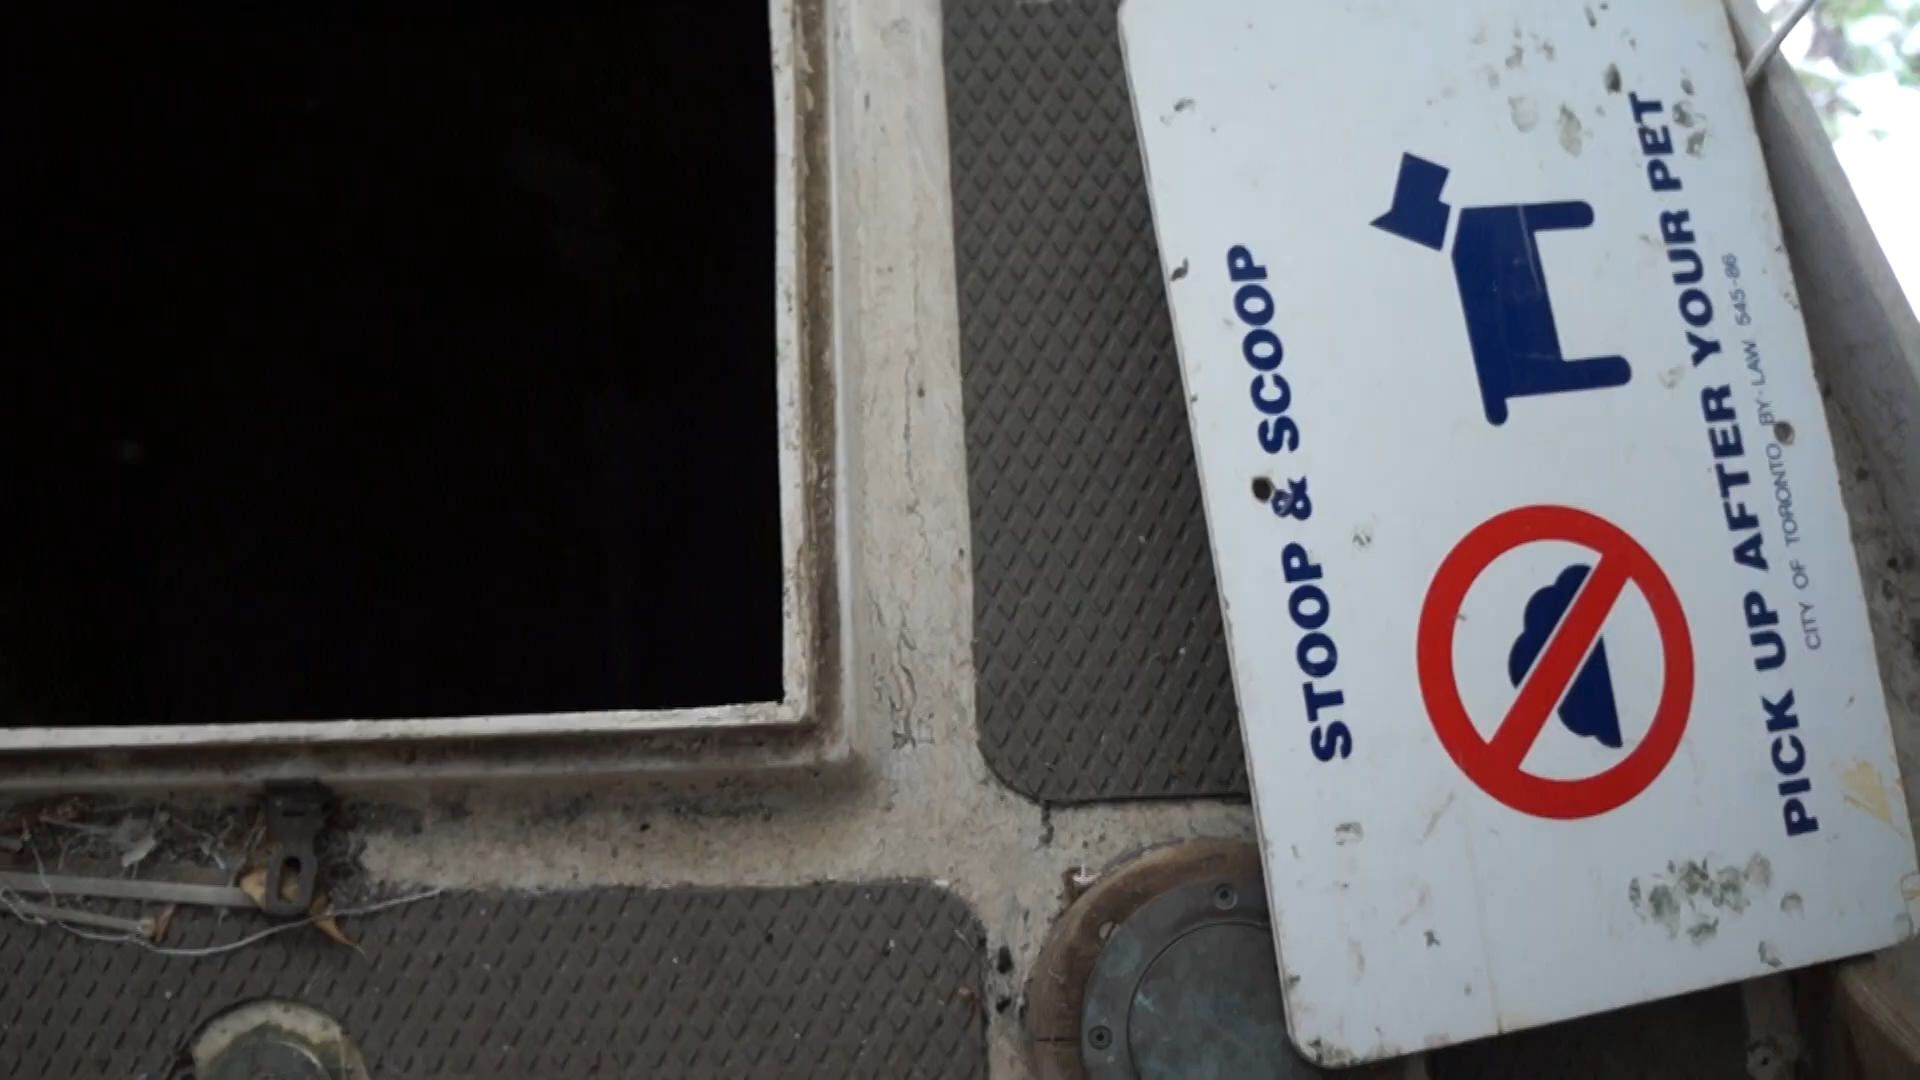 STOOP & SCOOP
PICK UP AFTER YOUR PET
CITY OF TORONTO BY-LAW 545-86